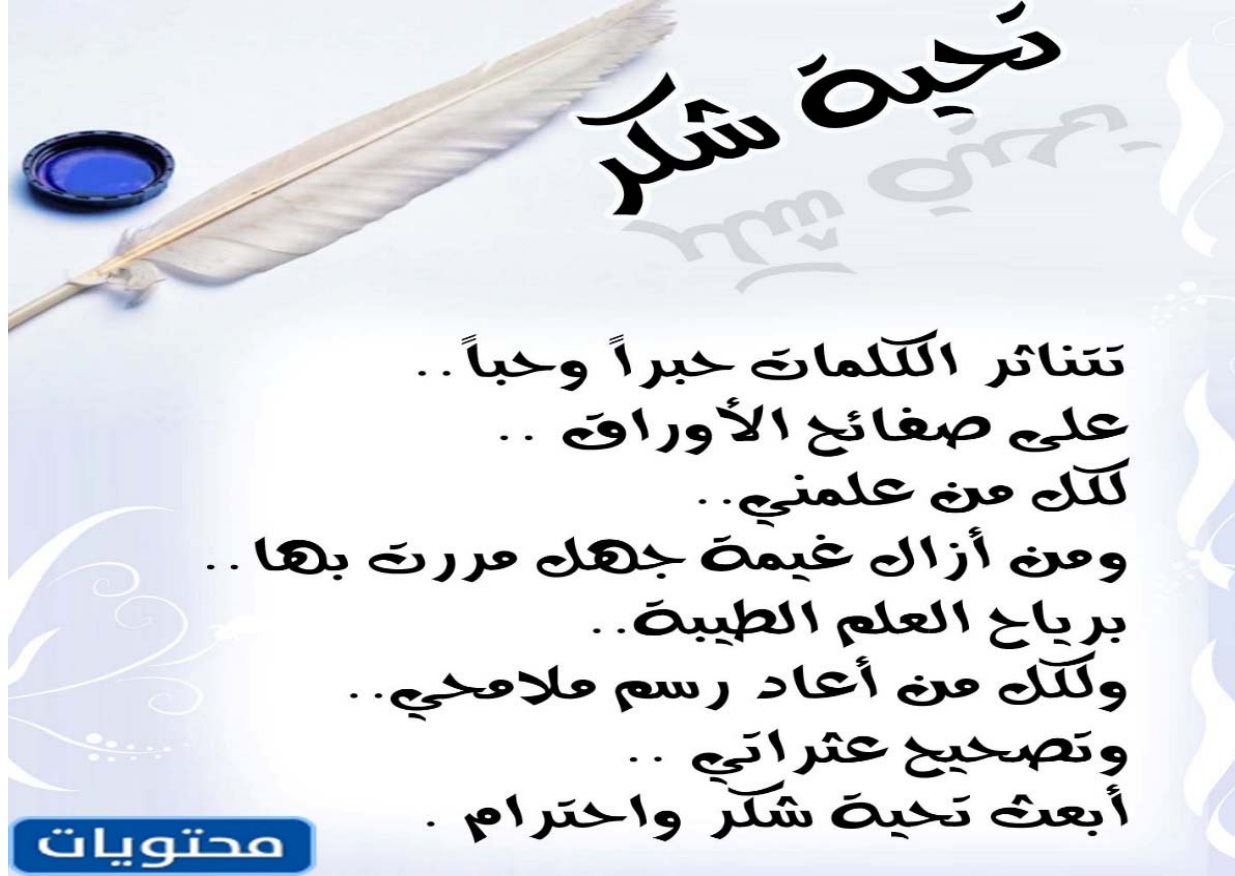 تحية شكر
تتناثر الكلمات حبراً وحباً..
على صفائح الأوراق ..
لكل من علمني..
ومن أزال غيمة جهل مررت بها ..
برياح العلم الطيبة..
ولكل من أعاد رسم ملامحي..
وتصحيح عثراتي ..
أبعث تحية شكر واحترام .
محتويات